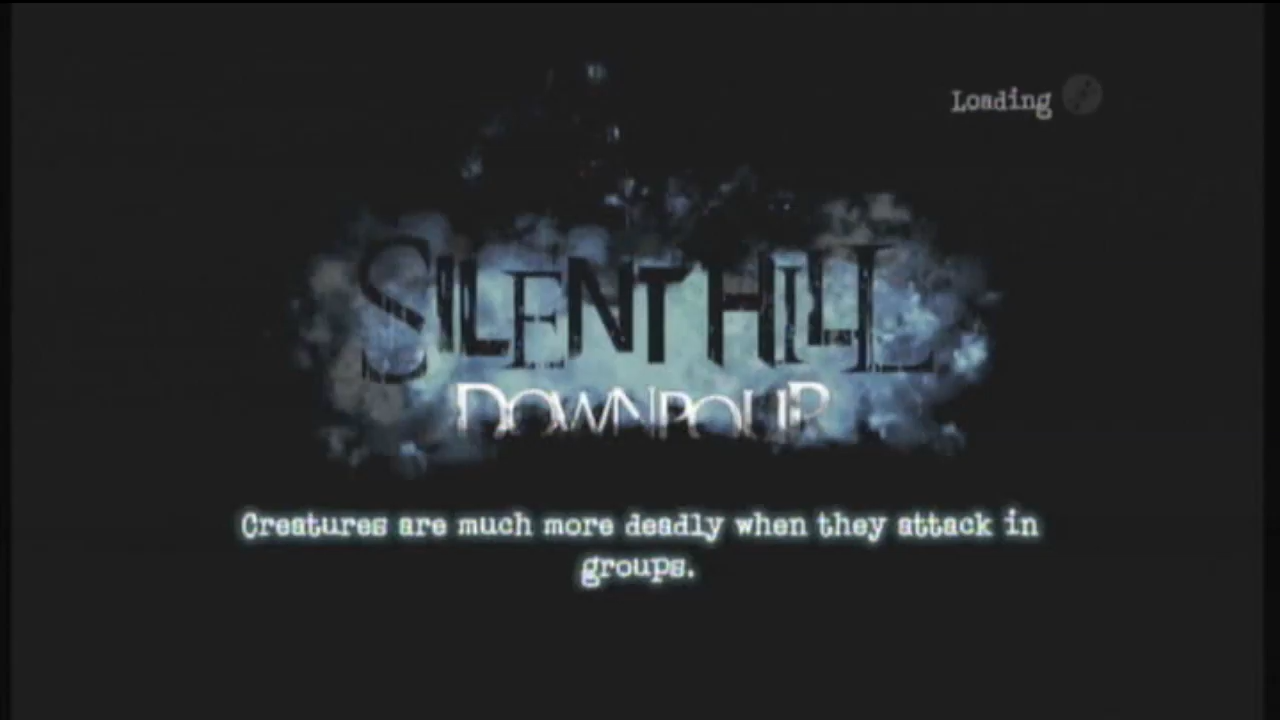 Loading
SILENT HILL
DOWNPOUR
Creatures are much more deadly when they attack in
groups.